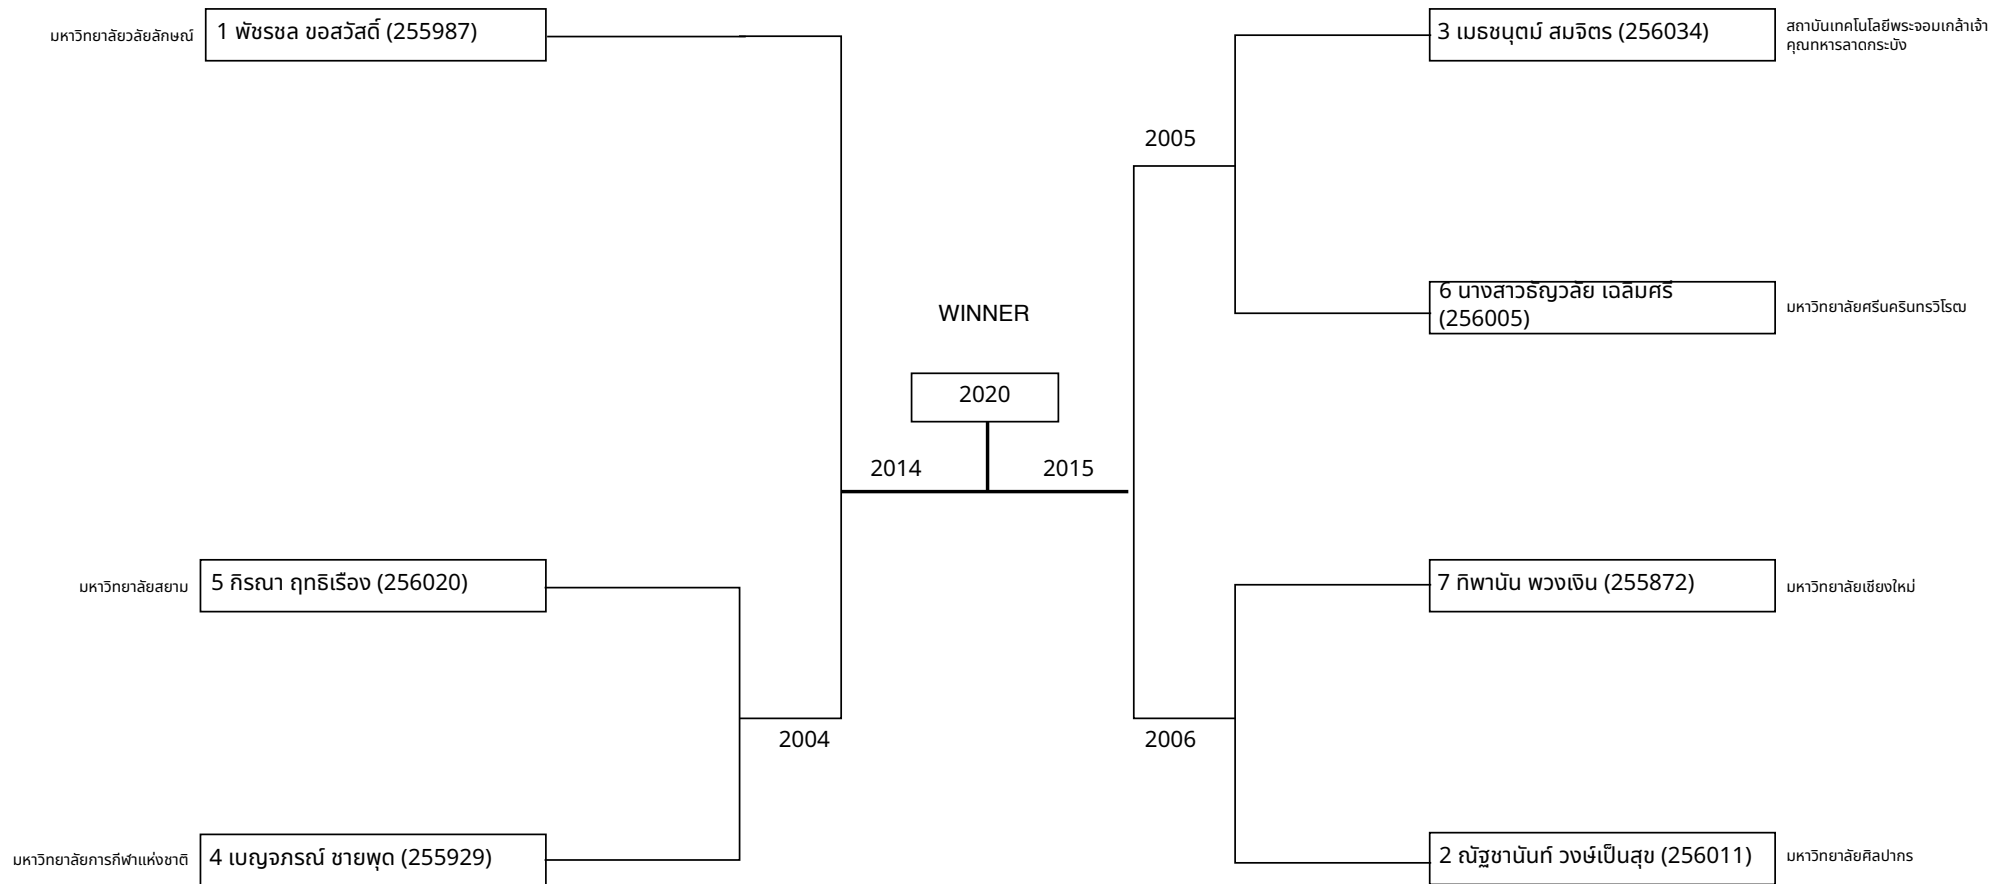 มหาวิทยาลัยวลัยลักษณ์
1 พัชรชล ขอสวัสดิ์ (255987)
3 เมธชนุตม์ สมจิตร (256034)
สถาบันเทคโนโลยีพระจอมเกล้าเจ้า
คุณทหารลาดกระบัง
2005
6 นางสาวธัญวลัย เฉลิมศรี
(256005)
มหาวิทยาลัยศรีนครินทรวิโรฒ
WINNER
2020
2014
2015
มหาวิทยาลัยสยาม
5 กิรณา ฤทธิเรือง (256020)
7 ทิพานัน พวงเงิน (255872)
มหาวิทยาลัยเชียงใหม่
2004
2006
มหาวิทยาลัยการกีฬาแห่งชาติ
4 เบญจภรณ์ ชายพุด (255929)
2 ณัฐชานันท์ วงษ์เป็นสุข (256011)
มหาวิทยาลัยศิลปากร